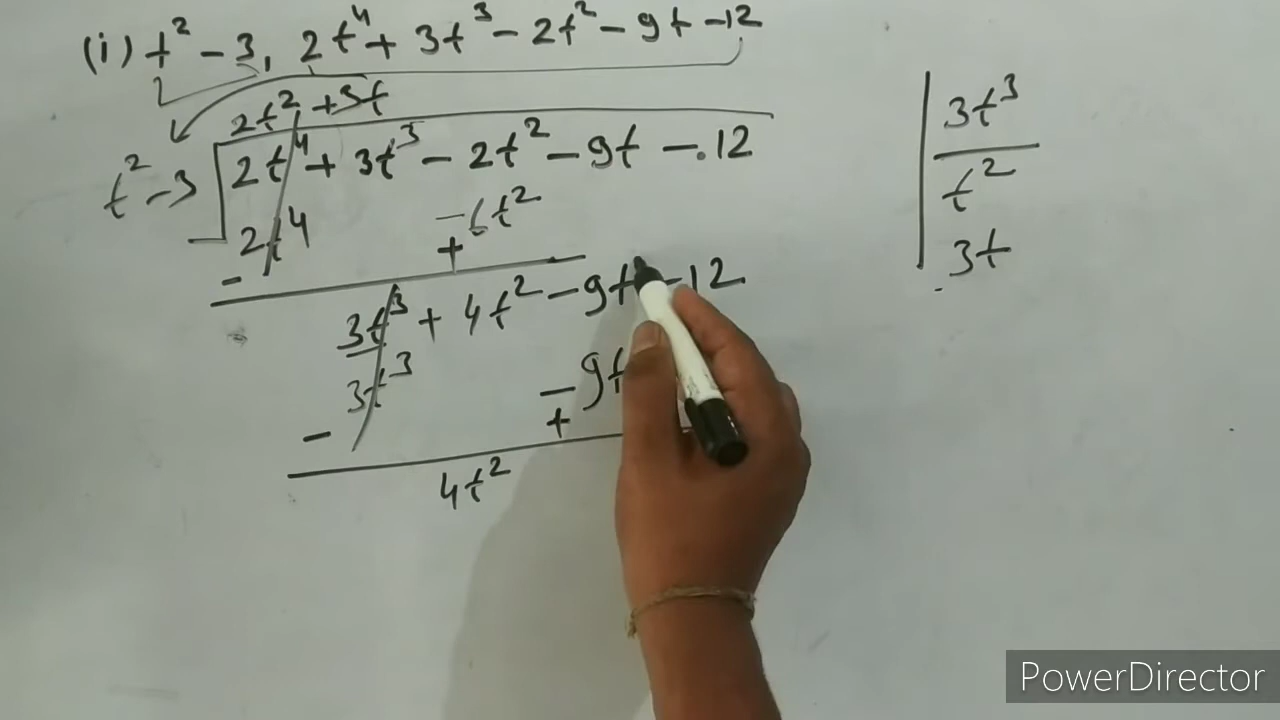 (i) t² - 3, 2t⁴ + 3t³ - 2t² - 9t - 12
2t² + 3t
t² - 3 2t⁴ + 3t³ - 2t² - 9t - .12
2t⁴ - 6t²
- +
3t³ + 4t² - 9t - 12
3t³ - 9t
- +
4t²
3t³
t²
3t
PowerDirector